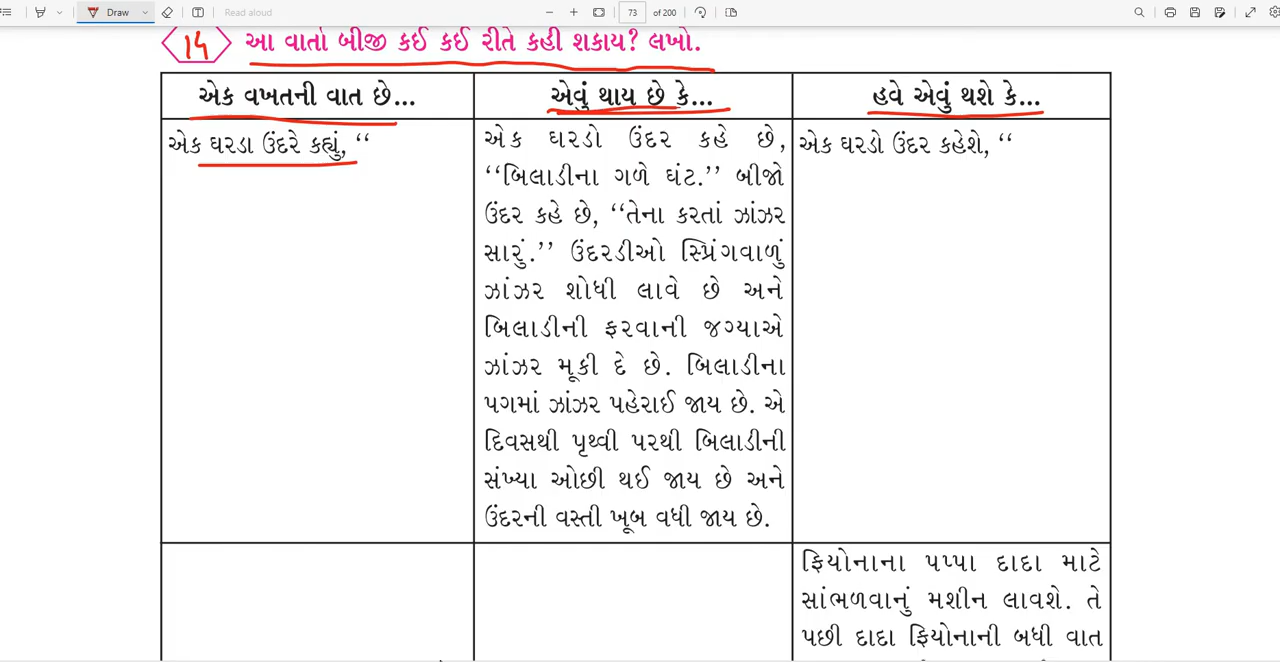 Draw
Read aloud
73
of 200
14 આ વાર્તા બીજી કઈ કઈ રીતે કહી શકાય? લખો.
એક વખતની વાત છે...
એવું થાય છે કે...
હવે એવું થશે કે...
એક ઘરડા ઉંદરે કહ્યું, ‘‘
એક ઘરડો ઉંદર કહે છે,
‘‘બિલાડીના ગળે ઘંટ.’’ બીજો
ઉંદર કહે છે, ‘‘તેના કરતાં ઝાંઝર
સારું.’’ ઉંદરડીઓ સ્પ્રિંગવાળું
ઝાંઝર શોધી લાવે છે અને
બિલાડીની ફરવાની જગ્યાએ
ઝાંઝર મૂકી દે છે. બિલાડીના
પગમાં ઝાંઝર પહેરાઈ જાય છે. એ
દિવસથી પૃથ્વી પરથી બિલાડીની
સંખ્યા ઓછી થઈ જાય છે અને
ઉંદરની વસ્તી ખૂબ વધી જાય છે.
એક ઘરડો ઉંદર કહેશે, ‘‘
ફિયોનાના પપ્પા દાદા માટે
સાંભળવાનું મશીન લાવશે. તે
પછી દાદા ફિયોનાની બધી વાત